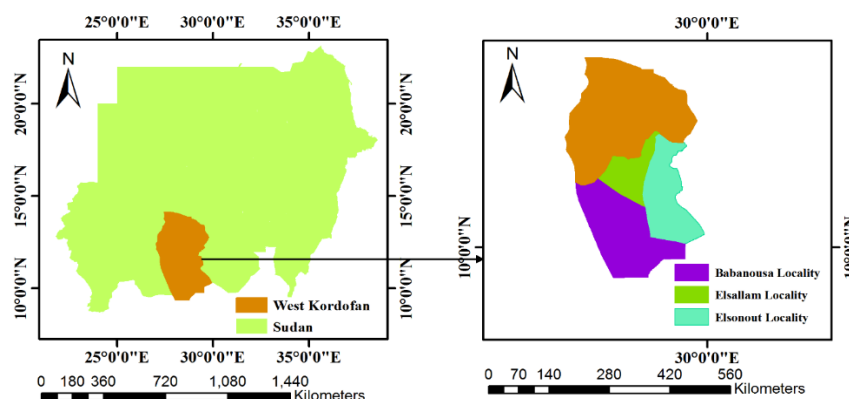 25°0'0"E 30°0'0"E 35°0'0"E
N
20°0'0"N
15°0'0"N
10°0'0"N
20°0'0"N
15°0'0"N
10°0'0"N
West Kordofan
Sudan
25°0'0"E 30°0'0"E 35°0'0"E
0 180 360 720 1,080 1,440
Kilometers
30°0'0"E
N
10°0'0"N
10°0'0"N
Babanousa Locality
Elsallam Locality
Elsonout Locality
30°0'0"E
0 70 140 280 420 560
Kilometers